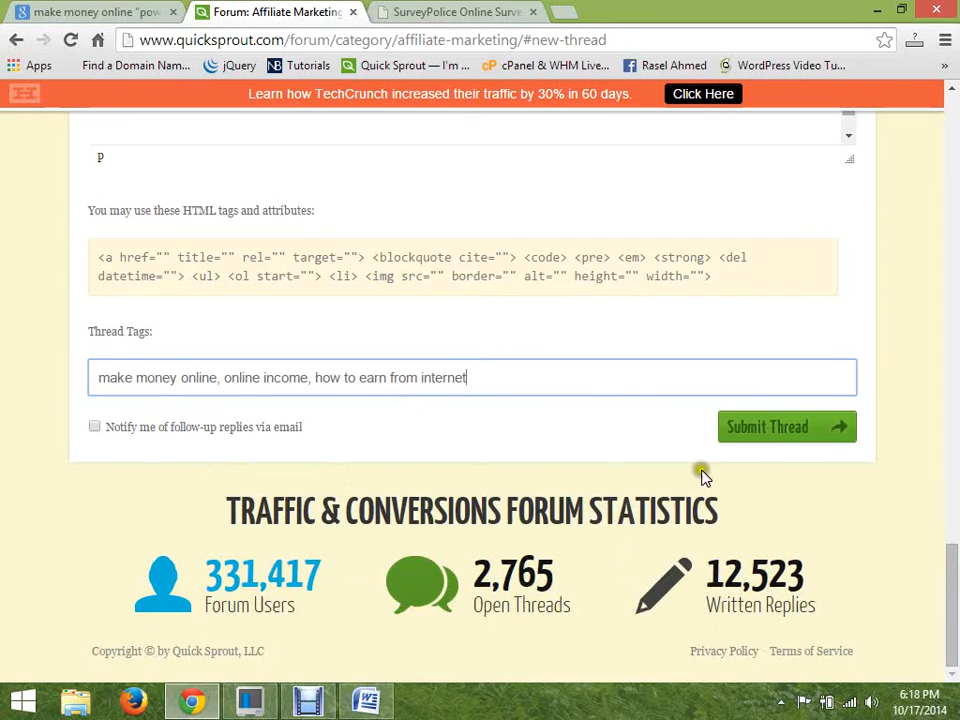 make money online "pow
Forum: Affiliate Marketing
SurveyPolice Online Surve
www.quicksprout.com/forum/category/affiliate-marketing/#new-thread
Apps
Find a Domain Nam...
jQuery
Tutorials
Quick Sprout — I'm ...
cPanel & WHM Live...
Rasel Ahmed
WordPress Video Tu...
»
Learn how TechCrunch increased their traffic by 30% in 60 days.
Click Here
p
You may use these HTML tags and attributes:
<a href="" title="" rel="" target=""> <blockquote cite=""> <code> <pre> <em> <strong> <del
datetime=""> <ul> <ol start=""> <li> <img src="" border="" alt="" height="" width="">
Thread Tags:
make money online, online income, how to earn from internet
Notify me of follow-up replies via email
Submit Thread
TRAFFIC & CONVERSIONS FORUM STATISTICS
331,417
Forum Users
2,765
Open Threads
12,523
Written Replies
Copyright © by Quick Sprout, LLC
Privacy Policy
Terms of Service
6:18 PM
10/17/2014